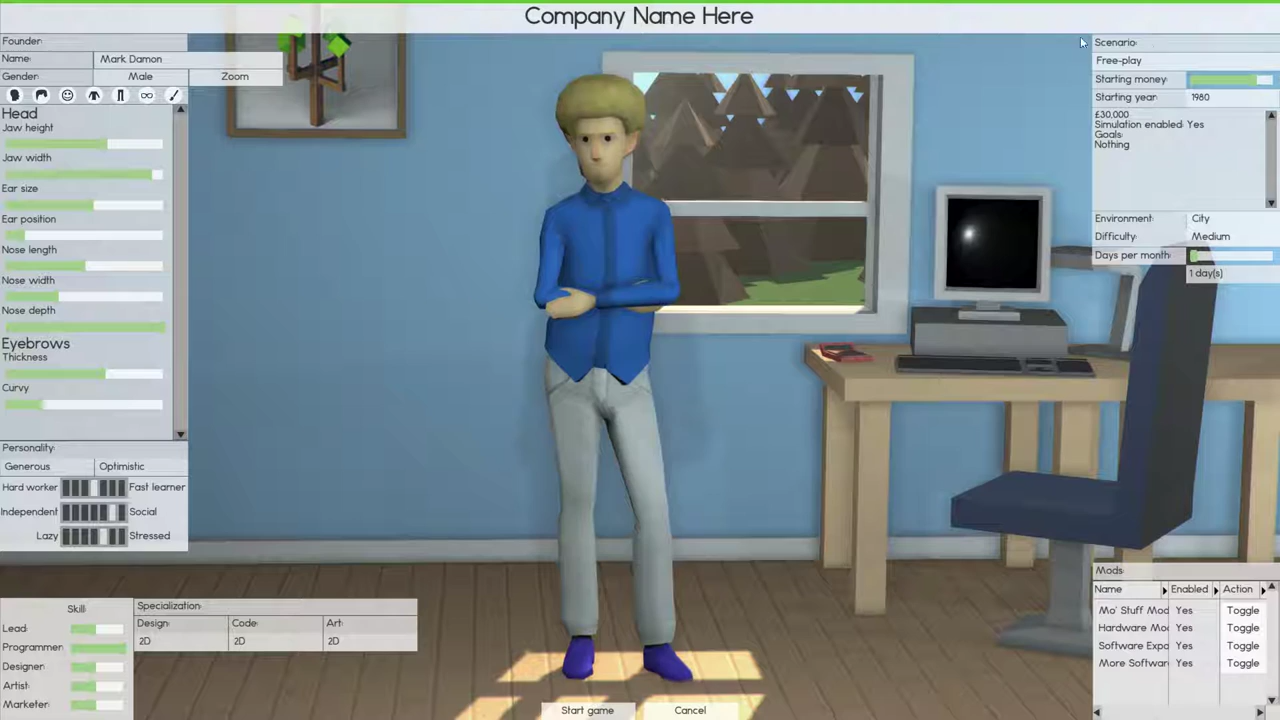 Company Name Here
Founder:
Name: Mark Damon
Gender: Male Zoom
Head
Jaw height
Jaw width
Ear size
Ear position
Nose length
Nose width
Nose depth
Eyebrows
Thickness
Curvy
Personality:
Generous Optimistic
Hard worker Fast learner
Independent Social
Lazy Stressed
Skill:
Lead:
Programmer:
Designer:
Artist:
Marketer:
Specialization:
Design: Code: Art:
2D 2D 2D
Start game Cancel
Scenario:
Free-play
Starting money:
Starting year: 1980
£30,000
Simulation enabled: Yes
Goals:
Nothing
Environment: City
Difficulty: Medium
Days per month:
1 day(s)
Mods:
Name Enabled Action
Mo' Stuff Mod Yes Toggle
Hardware Mod Yes Toggle
Software Expa Yes Toggle
More Softwar Yes Toggle